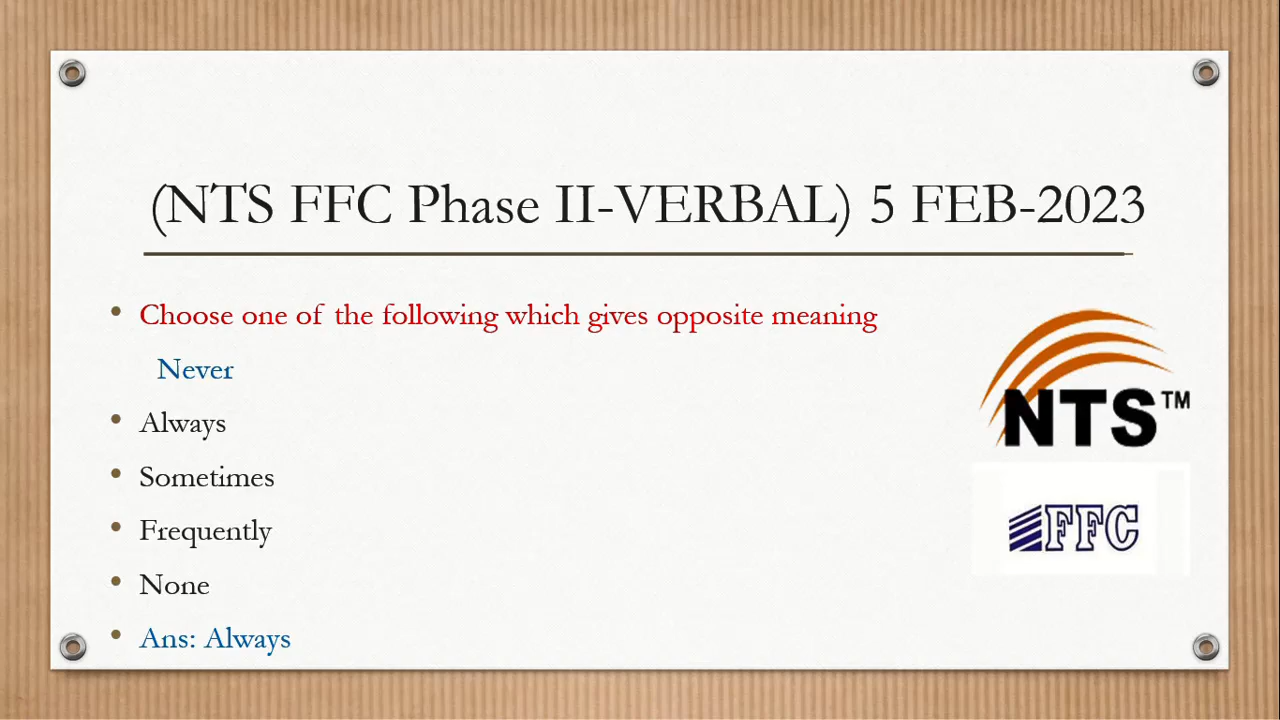 (NTS FFC Phase II-VERBAL) 5 FEB-2023
• Choose one of the following which gives opposite meaning
Never
• Always
• Sometimes
• Frequently
• None
• Ans: Always
NTS™
FFC